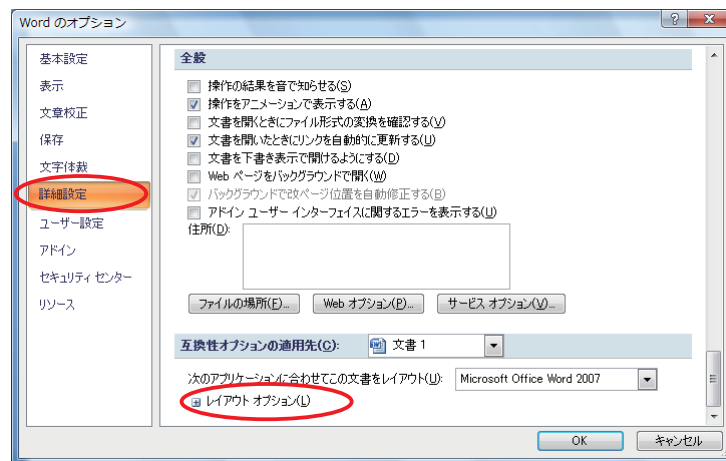 Word のオプション
基本設定
表示
文章校正
保存
文字体裁
詳細設定
ユーザー設定
アドイン
セキュリティ センター
リソース
全般
操作の結果を音で知らせる(S)
操作をアニメーションで表示する(A)
文書を開くときにファイル形式の変換を確認する(V)
文書を開いたときにリンクを自動的に更新する(U)
文書を下書き表示で開けるようにする(D)
Web ページをバックグラウンドで開く(W)
バックグラウンドで改ページ位置を自動修正する(B)
アドイン ユーザー インターフェイスに関するエラーを表示する(U)
住所(D):
ファイルの場所(F)... Web オプション(P)... サービス オプション(V)...
互換性オプションの適用先(C): 文書 1
次のアプリケーションに合わせてこの文書をレイアウト(U): Microsoft Office Word 2007
レイアウト オプション(L)
OK キャンセル